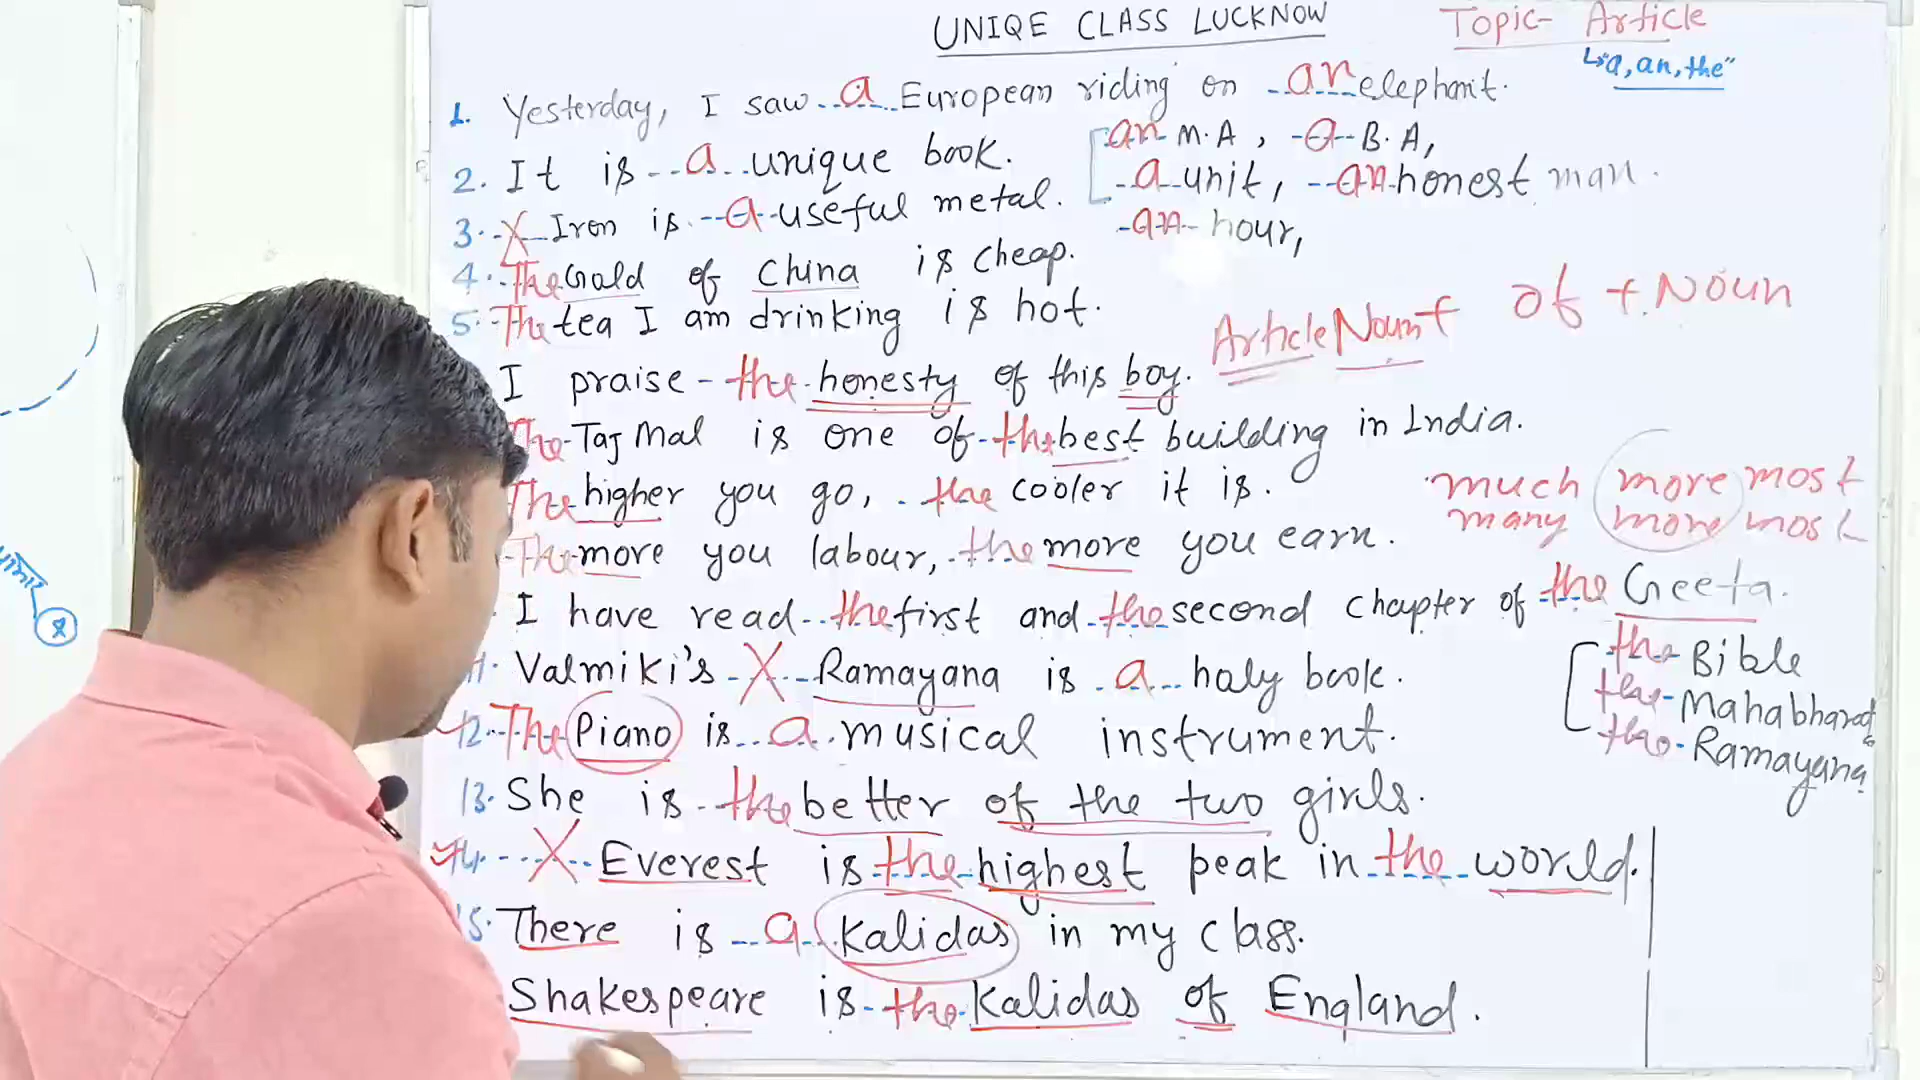 UNIQE CLASS LUCKNOW
Topic- Article
↳"a, an, the"
1. Yesterday, I saw a European riding on an elephant.
2. It is a unique book.
an M.A, a B.A,
a unit, an honest man.
an hour,
3. X Iron is a useful metal.
4. The Gold of China is cheap.
5. The tea I am drinking is hot.
Article Noun + of + Noun
I praise the honesty of this boy.
The Taj Mal is one of the best building in India.
The higher you go, the cooler it is.
much more most
many more most
The more you labour, the more you earn.
I have read the first and the second chapter of the Geeta.
the Bible
the Mahabharat
the Ramayana
11. Valmiki's X Ramayana is a holy book.
12. The Piano is a musical instrument.
13. She is the better of the two girls.
14. X Everest is the highest peak in the world.
15. There is a Kalidas in my class.
Shakespeare is the Kalidas of England.